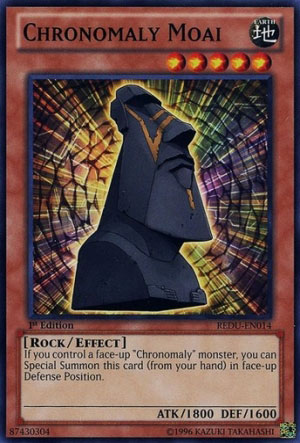 CHRONOMALY MOAI
EARTH
地
1st Edition
REDU-EN014
[ROCK/EFFECT]
If you control a face-up "Chronomaly" monster, you can
Special Summon this card (from your hand) in face-up
Defense Position.
ATK/1800 DEF/1600
87430304
©1996 KAZUKI TAKAHASHI